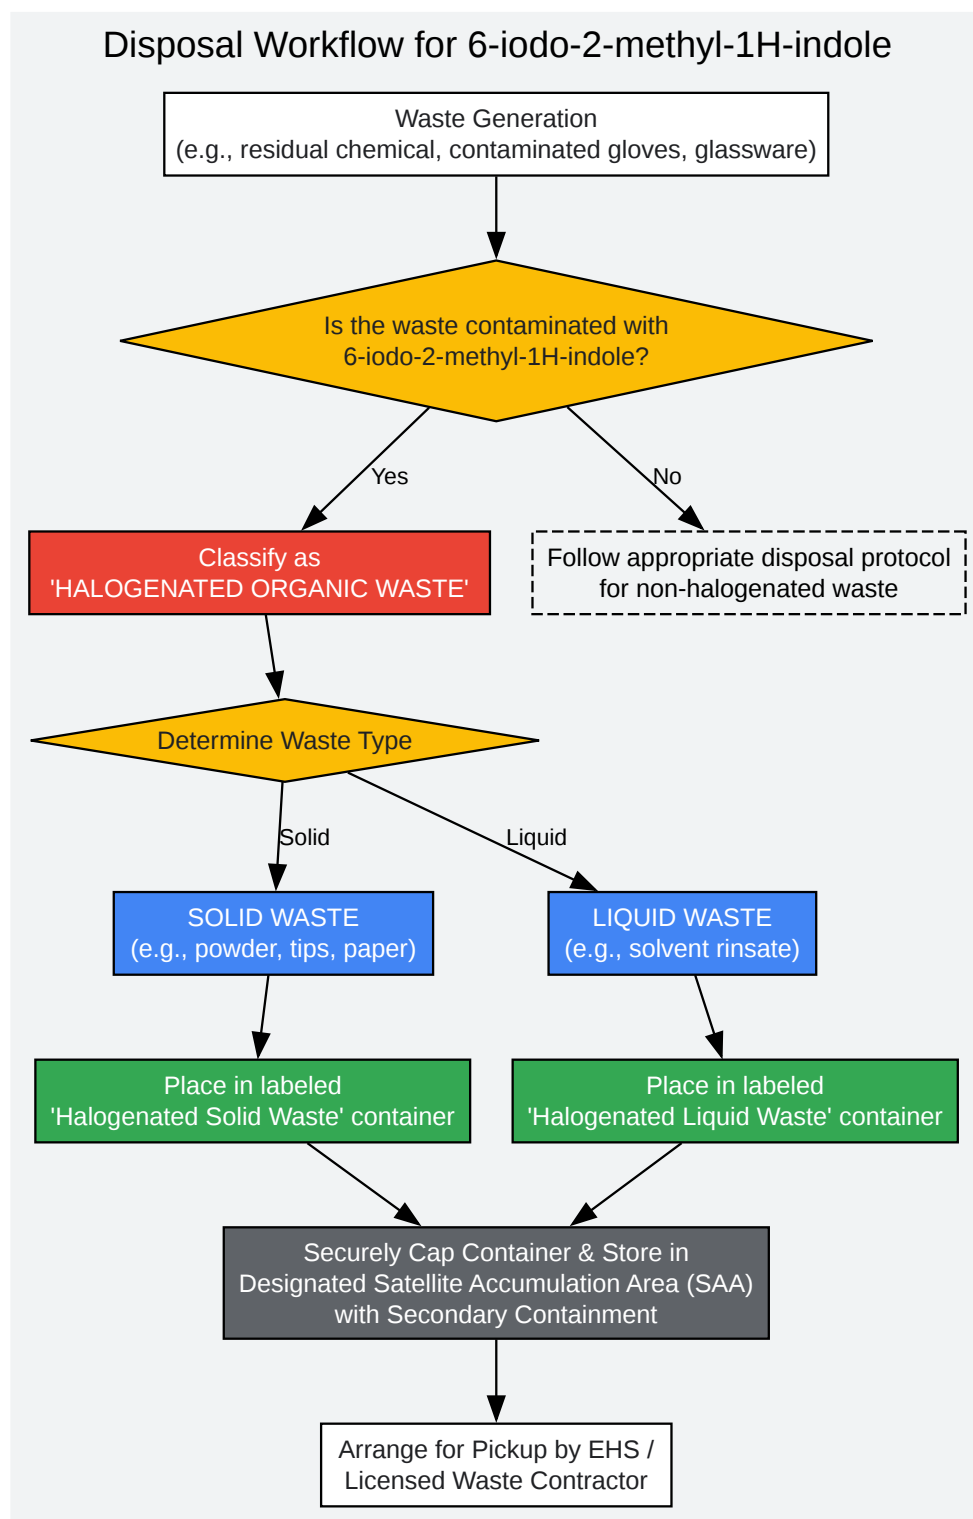 Disposal Workflow for 6-iodo-2-methyl-1H-indole
Waste Generation
(e.g., residual chemical, contaminated gloves, glassware)
Is the waste contaminated with
6-iodo-2-methyl-1H-indole?
Yes
No
Classify as
'HALOGENATED ORGANIC WASTE'
Follow appropriate disposal protocol
for non-halogenated waste
Determine Waste Type
Solid
Liquid
SOLID WASTE
(e.g., powder, tips, paper)
LIQUID WASTE
(e.g., solvent rinsate)
Place in labeled
'Halogenated Solid Waste' container
Place in labeled
'Halogenated Liquid Waste' container
Securely Cap Container & Store in
Designated Satellite Accumulation Area (SAA)
with Secondary Containment
Arrange for Pickup by EHS /
Licensed Waste Contractor